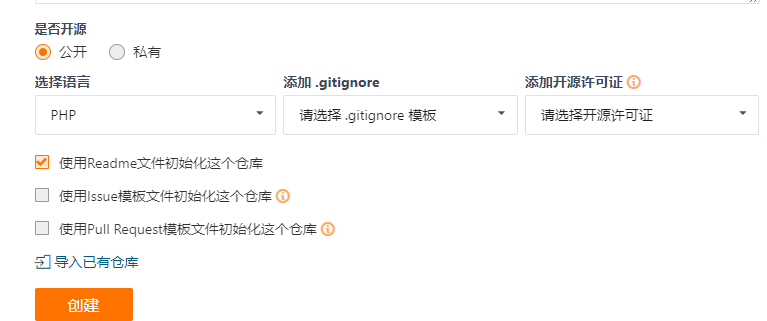 是否开源
公开 私有
选择语言 添加 .gitignore 添加开源许可证
PHP 请选择 .gitignore 模板 请选择开源许可证
使用Readme文件初始化这个仓库
使用Issue模板文件初始化这个仓库
使用Pull Request模板文件初始化这个仓库
导入已有仓库
创建